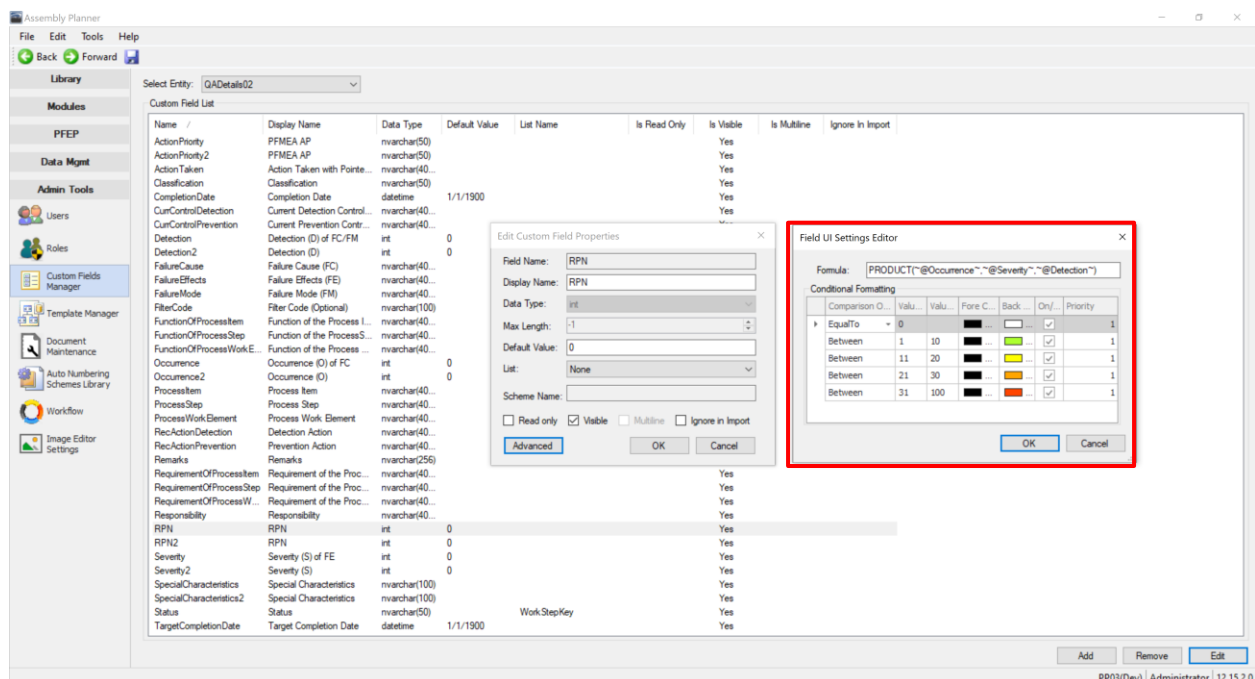 Assembly Planner
File Edit Tools Help
Back Forward
Library
Modules
PFEP
Data Mgmt
Admin Tools
Users
Roles
Custom Fields
Manager
Template Manager
Document
Maintenance
Auto Numbering
Schemes Library
Workflow
Image Editor
Settings
Select Entity: QADetails02
Custom Field List
Name Display Name Data Type Default Value List Name Is Read Only Is Visible Is Multiline Ignore In Import
ActionPriority PFMEA AP nvarchar(50) Yes
ActionPriority2 PFMEA AP nvarchar(50) Yes
ActionTaken Action Taken with Pointe... nvarchar(40... Yes
Classification Classification nvarchar(50) Yes
CompletionDate Completion Date datetime 1/1/1900 Yes
CurrControlDetection Current Detection Control... nvarchar(40... Yes
CurrControlPrevention Current Prevention Contr... nvarchar(40...
Detection Detection (D) of FC/FM int 0
Detection2 Detection (D) int 0
FailureCause Failure Cause (FC) nvarchar(40...
FailureEffects Failure Effects (FE) nvarchar(40...
FailureMode Failure Mode (FM) nvarchar(40...
FilterCode Filter Code (Optional) nvarchar(100)
FunctionOfProcessItem Function of the Process I... nvarchar(40...
FunctionOfProcessStep Function of the ProcessS... nvarchar(40...
FunctionOfProcessWorkE... Function of the Process ... nvarchar(40...
Occurrence Occurrence (O) of FC int 0
Occurrence2 Occurrence (O) int 0
ProcessItem Process Item nvarchar(40...
ProcessStep Process Step nvarchar(40...
ProcessWorkElement Process Work Element nvarchar(40...
RecActionDetection Detection Action nvarchar(40...
RecActionPrevention Prevention Action nvarchar(40...
Remarks Remarks nvarchar(256)
RequirementOfProcessItem Requirement of the Proc... nvarchar(40... Yes
RequirementOfProcessStep Requirement of the Proc... nvarchar(40... Yes
RequirementOfProcessW... Requirement of the Proc... nvarchar(40... Yes
Responsibility Responsibility nvarchar(40... Yes
RPN RPN int 0 Yes
RPN2 RPN int 0 Yes
Severity Severity (S) of FE int 0 Yes
Severity2 Severity (S) int 0 Yes
SpecialCharacteristics Special Characteristics nvarchar(100) Yes
SpecialCharacteristics2 Special Characteristics nvarchar(100) Yes
Status Status nvarchar(50) WorkStepKey Yes
TargetCompletionDate Target Completion Date datetime 1/1/1900 Yes
Edit Custom Field Properties
Field Name: RPN
Display Name: RPN
Data Type: int
Max Length: -1
Default Value: 0
List: None
Scheme Name:
Read only Visible Multiline Ignore in Import
Advanced OK Cancel
Field UI Settings Editor
Formula: PRODUCT(~@Occurrence~,~@Severity~,~@Detection~)
Conditional Formatting
Comparison O... Valu... Valu... Fore C... Back ... On/... Priority
EqualTo 0 ... ... 1
Between 1 10 ... ... 1
Between 11 20 ... ... 1
Between 21 30 ... ... 1
Between 31 100 ... ... 1
OK Cancel
Add Remove Edit
Administrator 12.15.2.0